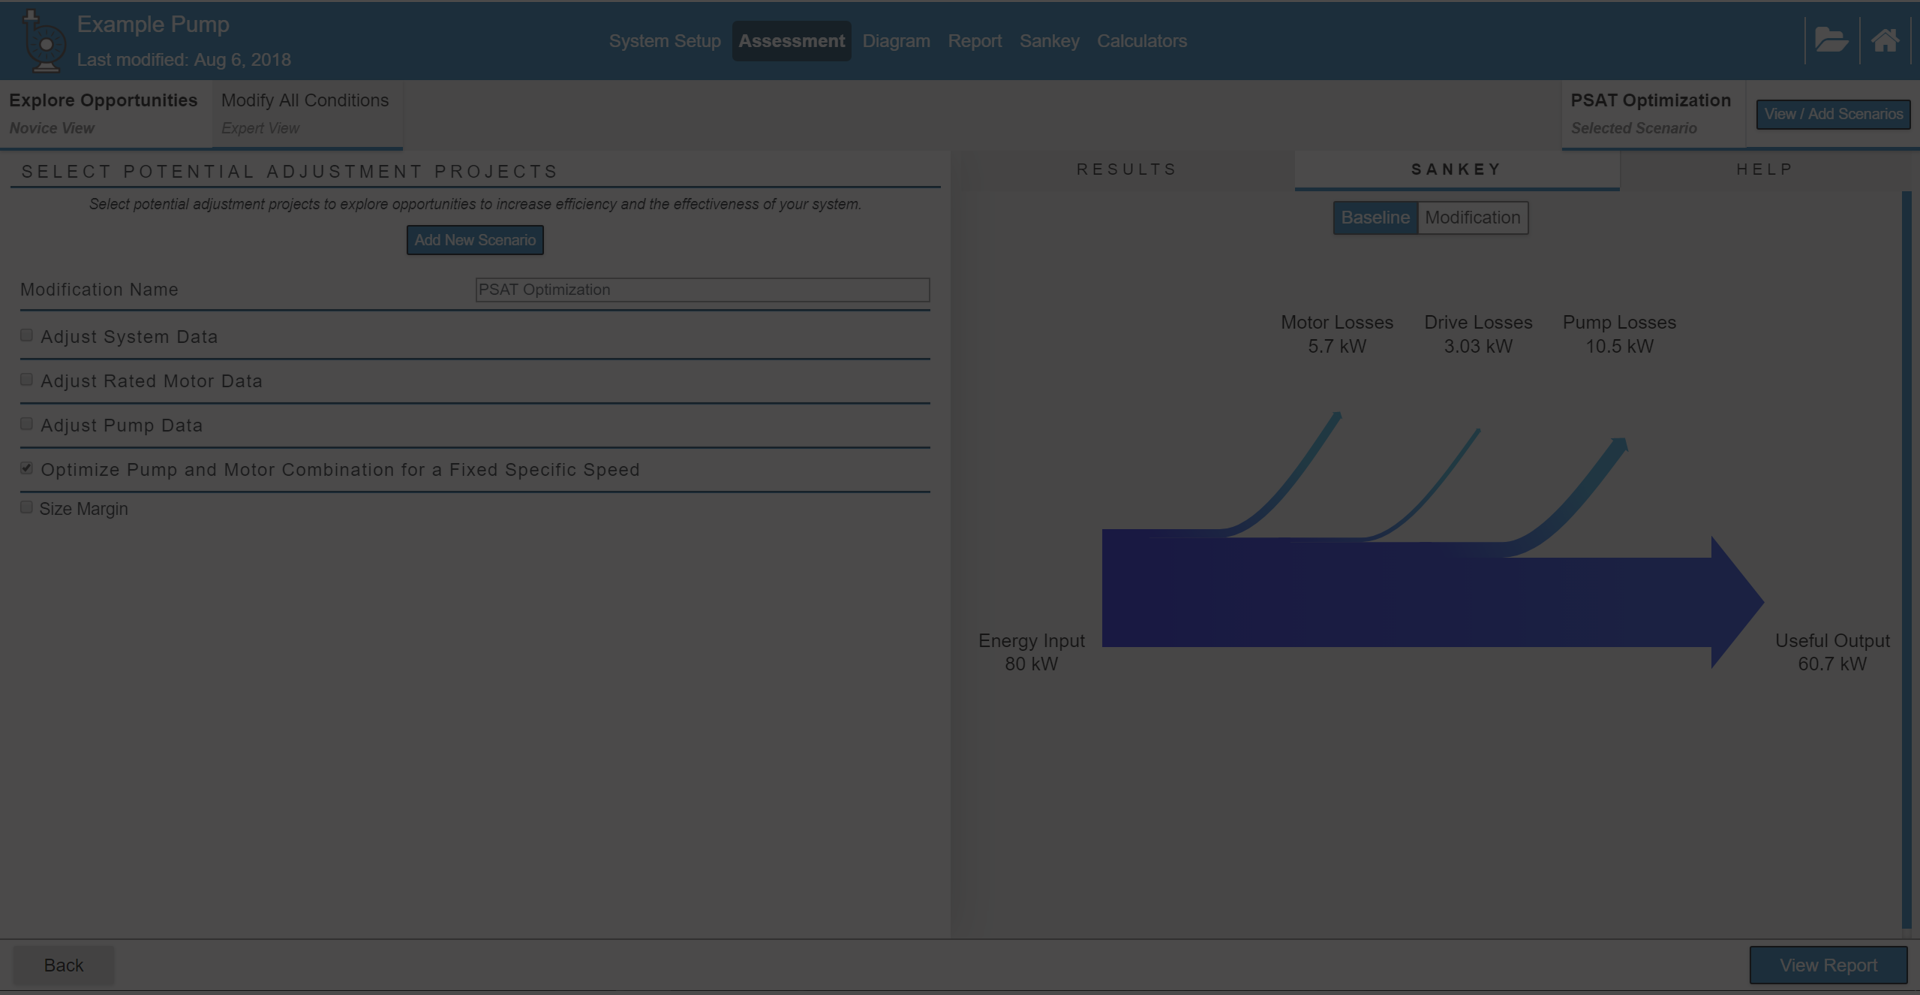 Example Pump
Last modified: Aug 6, 2018
System Setup
Assessment
Diagram
Report
Sankey
Calculators
Explore Opportunities
Novice View
Modify All Conditions
Expert View
PSAT Optimization
Selected Scenario
View / Add Scenarios
SELECT POTENTIAL ADJUSTMENT PROJECTS
Select potential adjustment projects to explore opportunities to increase efficiency and the effectiveness of your system.
Add New Scenario
Modification Name
PSAT Optimization
Adjust System Data
Adjust Rated Motor Data
Adjust Pump Data
Optimize Pump and Motor Combination for a Fixed Specific Speed
Size Margin
RESULTS
SANKEY
HELP
Baseline
Modification
Motor Losses
5.7 kW
Drive Losses
3.03 kW
Pump Losses
10.5 kW
Energy Input
80 kW
Useful Output
60.7 kW
Back
View Report